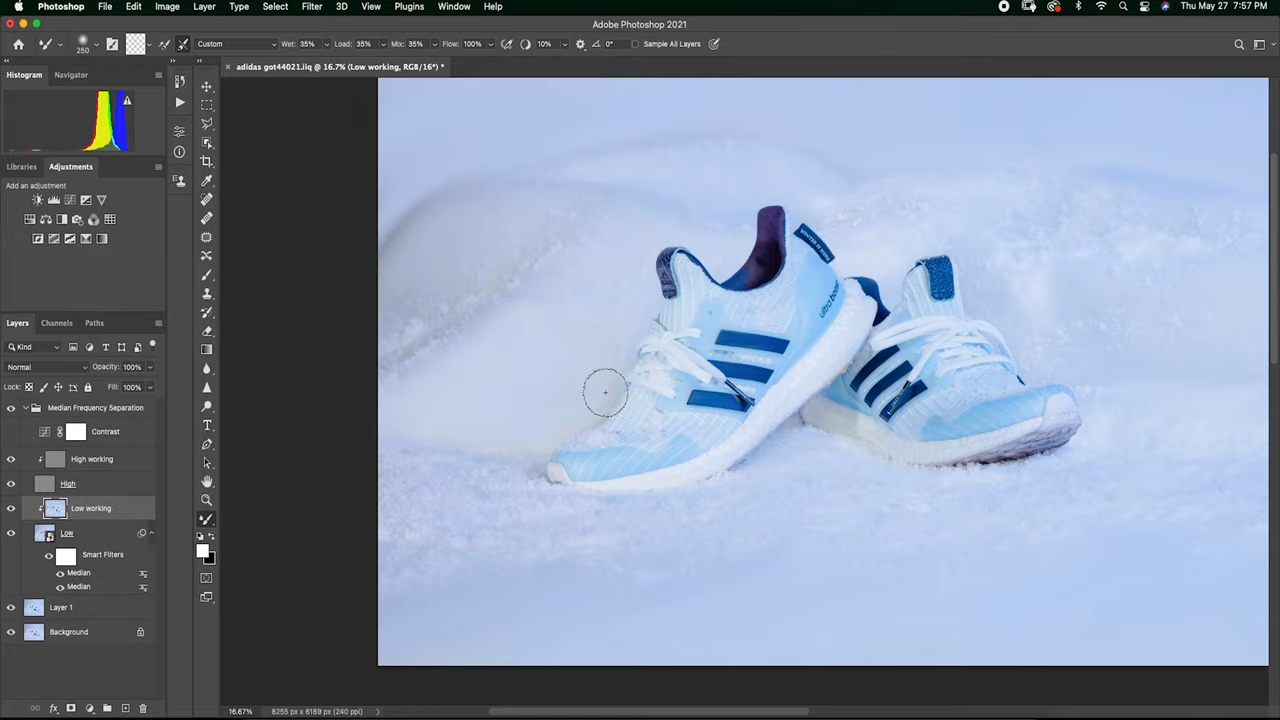 Photoshop File Edit Image Layer Type Select Filter 3D View Plugins Window Help Thu May 27 7:57 PM
Adobe Photoshop 2021
250 Custom Wet: 35% Load: 35% Mix: 35% Flow: 100% 10% 0° Sample All Layers
Histogram Navigator
adidas got44021.iiq @ 16.7% (Low working, RGB/16*) *
Libraries Adjustments
Add an adjustment
Layers Channels Paths
Kind
Normal Opacity: 100%
Lock: Fill: 100%
Median Frequency Separation
Contrast
High working
High
Low working
Low
Smart Filters
Median
Median
Layer 1
Background
fx
ultra boost
16.67% 8255 px x 6189 px (240 ppi)